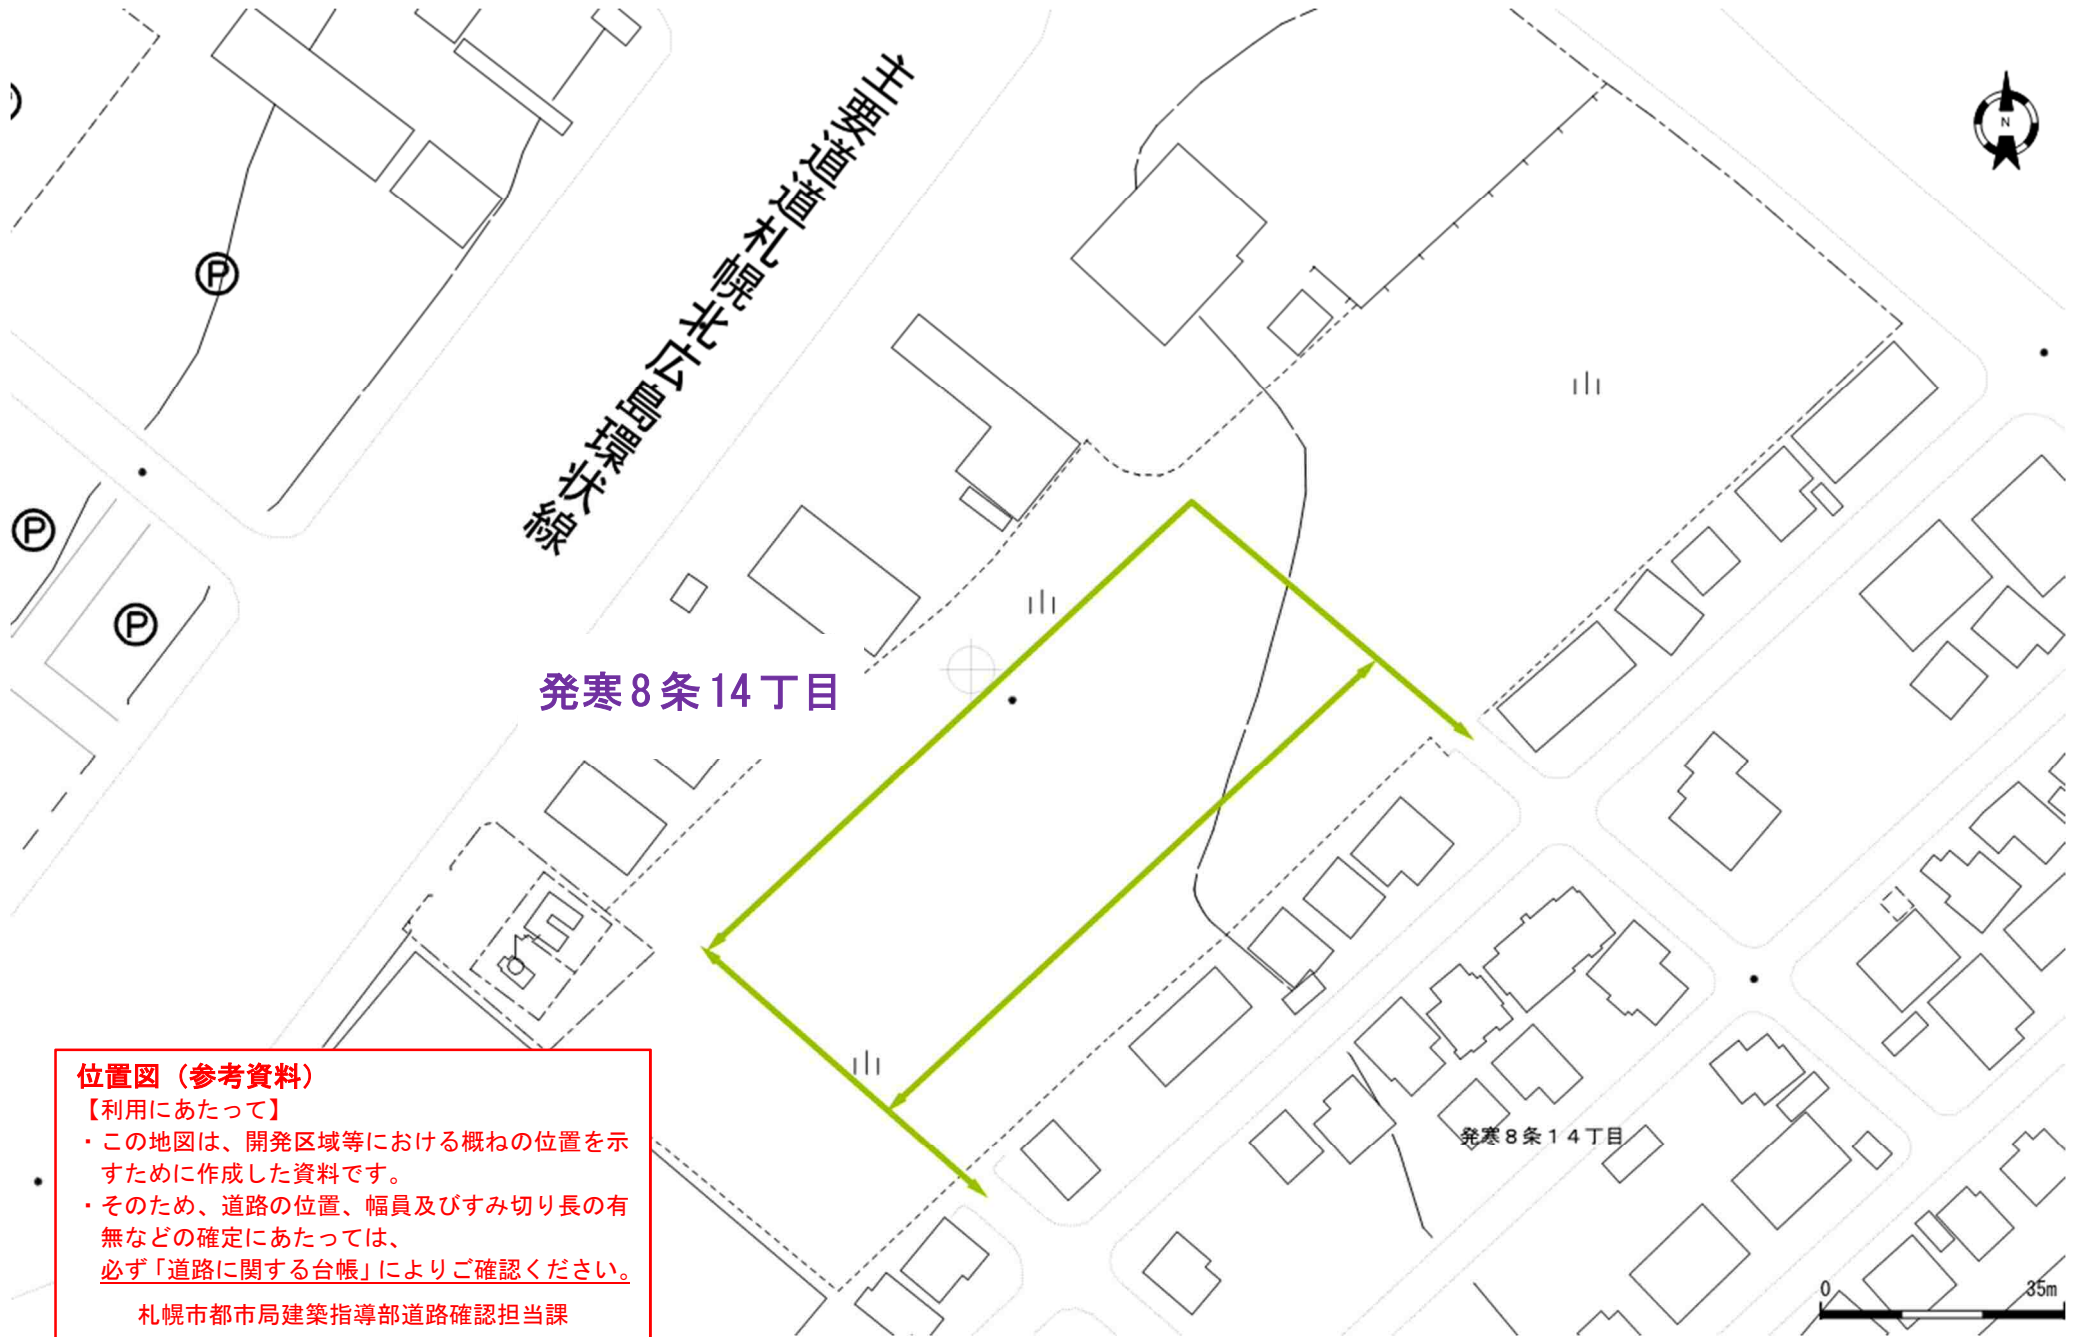 主要道道札幌北広島環状線
N
P
P
P
発寒8条14丁目
位置図（参考資料）
【利用にあたって】
・この地図は、開発区域等における概ねの位置を示
すために作成した資料です。
・そのため、道路の位置、幅員及びすみ切り長の有
無などの確定にあたっては、
必ず「道路に関する台帳」によりご確認ください。
札幌市都市局建築指導部道路確認担当課
発寒８条１４丁目
0 35m